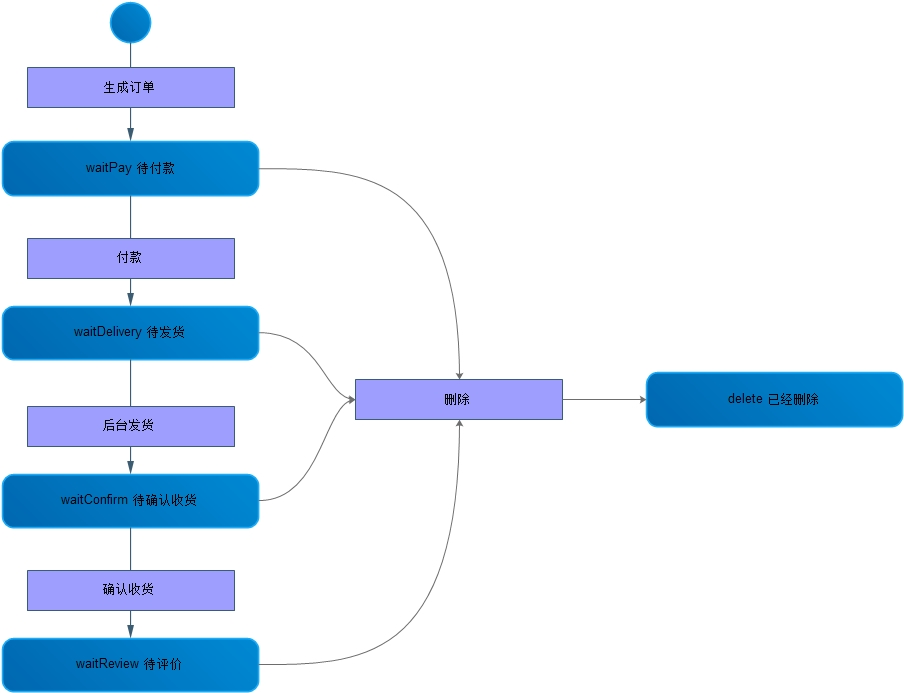 生成订单
waitPay 待付款
付款
waitDelivery 待发货
删除
delete 已经删除
后台发货
waitConfirm 待确认收货
确认收货
waitReview 待评价